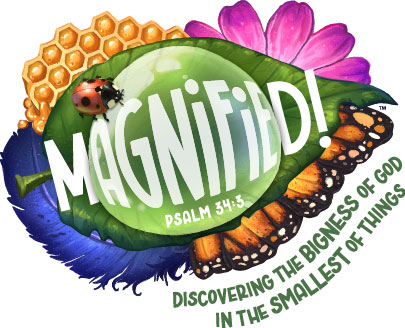 MAGNiFiED!
PSALM 34:3
™
DISCOVERING THE BIGNESS OF GOD
IN THE SMALLEST OF THINGS